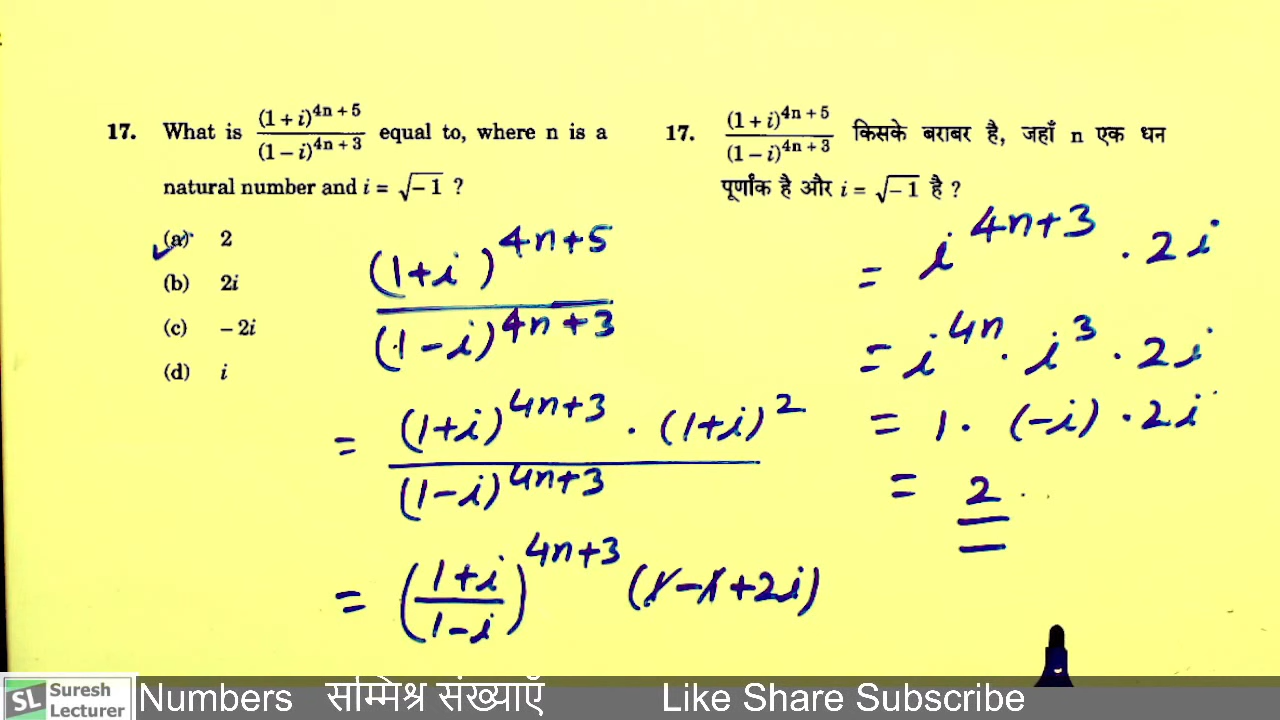 17. What is (1 + i)^{4n + 5} / (1 – i)^{4n + 3} equal to, where n is a
natural number and i = √–1 ?
(a) 2
(b) 2i
(c) – 2i
(d) i
17. (1 + i)^{4n + 5} / (1 – i)^{4n + 3} किसके बराबर है, जहाँ n एक धन
पूर्णांक है और i = √–1 है ?
(1+i)^{4n+5} / (1-i)^{4n+3}
= (1+i)^{4n+3} · (1+i)^2 / (1-i)^{4n+3}
= (1+i / 1-i)^{4n+3} (1-1+2i)
= i^{4n+3} · 2i
= i^{4n} · i^3 · 2i
= 1 · (-i) · 2i
= 2
SL Suresh Lecturer
Numbers सम्मिश्र संख्याएँ Like Share Subscribe